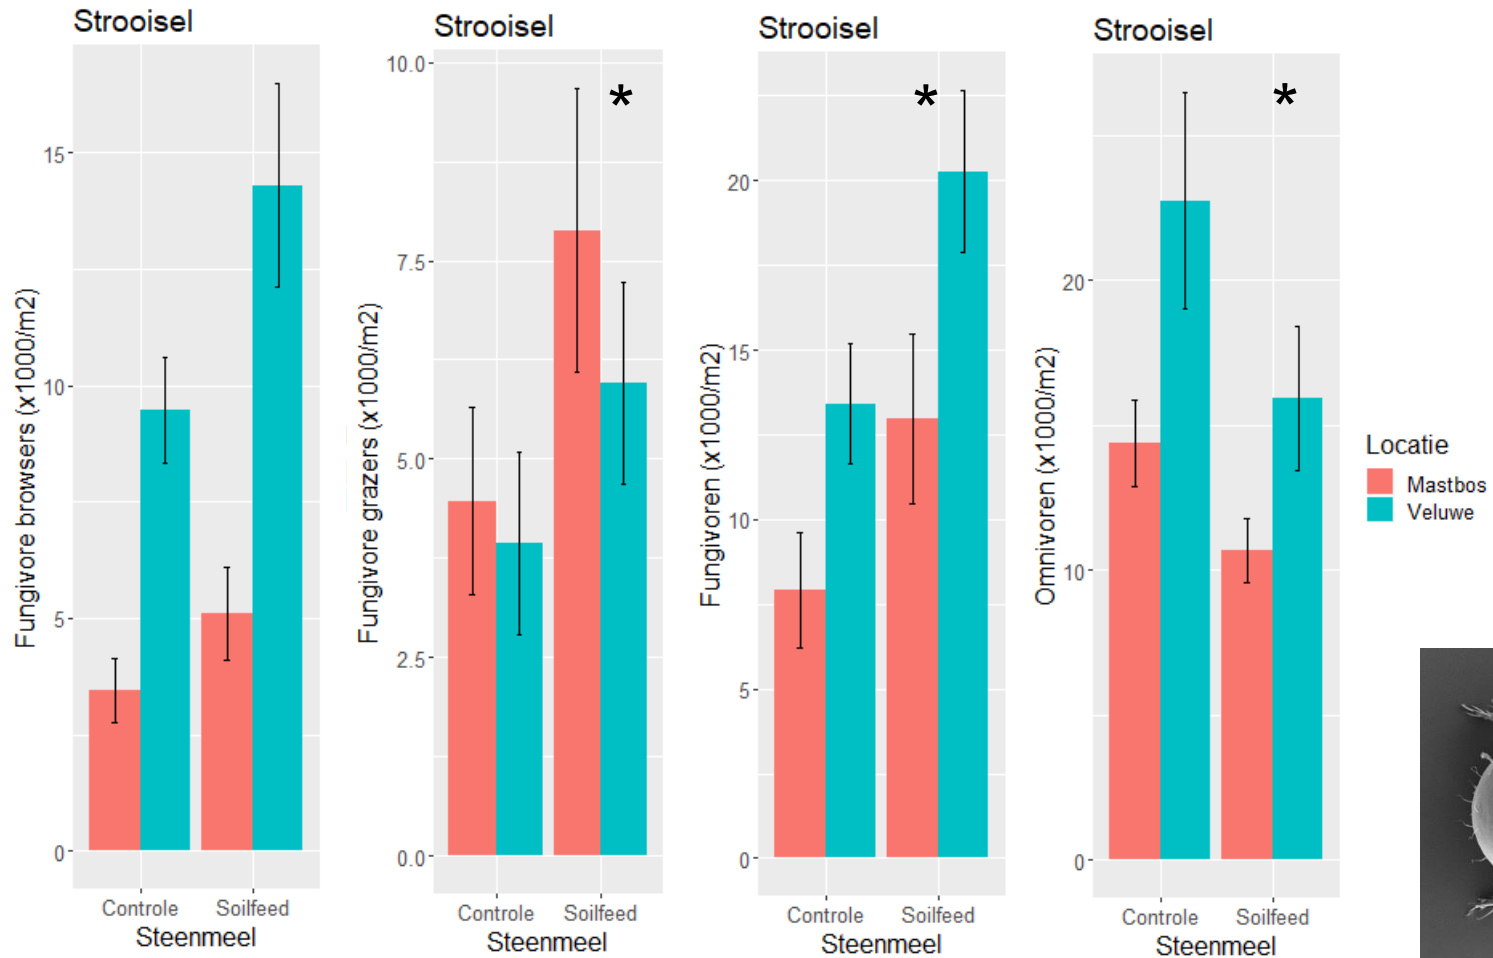 Strooisel
Fungivore browsers (x1000/m2)
15
10
5
0
Controle Soilfeed
Steenmeel
Strooisel
*
Fungivore grazers (x1000/m2)
10.0
7.5
5.0
2.5
0.0
Controle Soilfeed
Steenmeel
Strooisel
*
Fungivoren (x1000/m2)
20
15
10
5
0
Controle Soilfeed
Steenmeel
Strooisel
*
Omnivoren (x1000/m2)
20
10
0
Controle Soilfeed
Steenmeel
Locatie
Mastbos
Veluwe